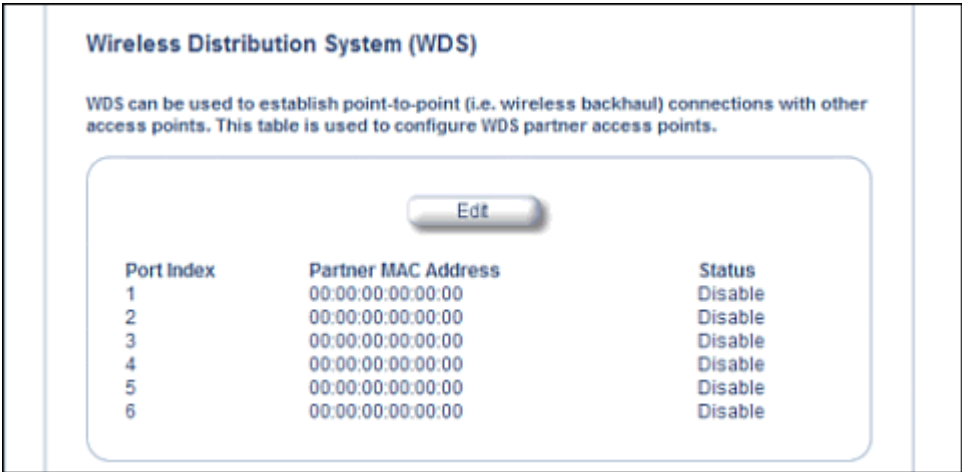 Wireless Distribution System (WDS)
WDS can be used to establish point-to-point (i.e. wireless backhaul) connections with other
access points. This table is used to configure WDS partner access points.
Edit
Port Index Partner MAC Address Status
1 00:00:00:00:00:00 Disable
2 00:00:00:00:00:00 Disable
3 00:00:00:00:00:00 Disable
4 00:00:00:00:00:00 Disable
5 00:00:00:00:00:00 Disable
6 00:00:00:00:00:00 Disable